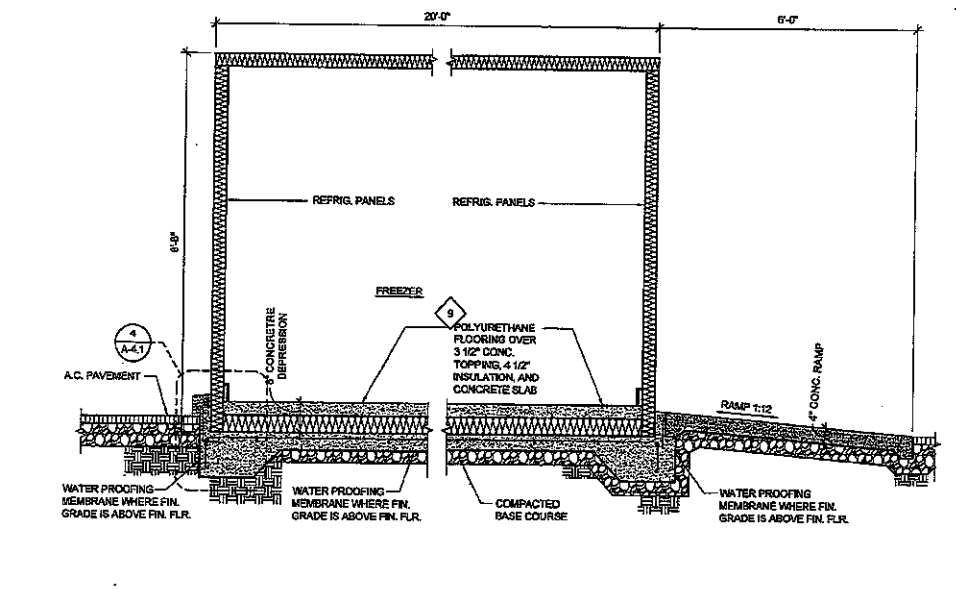 20'-0"
6'-0"
REFRIG. PANELS
REFRIG. PANELS
FREEZER
9
POLYURETHANE
FLOORING OVER
3 1/2" CONC.
TOPPING, 4 1/2"
INSULATION, AND
CONCRETE SLAB
4
A-4.1
A.C. PAVEMENT
8" CONCRETRE
DEPRESSION
RAMP 1:12
4" CONC. RAMP
WATER PROOFING
MEMBRANE WHERE FIN.
GRADE IS ABOVE FIN. FLR.
WATER PROOFING
MEMBRANE WHERE FIN.
GRADE IS ABOVE FIN. FLR.
COMPACTED
BASE COURSE
WATER PROOFING
MEMBRANE WHERE FIN.
GRADE IS ABOVE FIN. FLR.